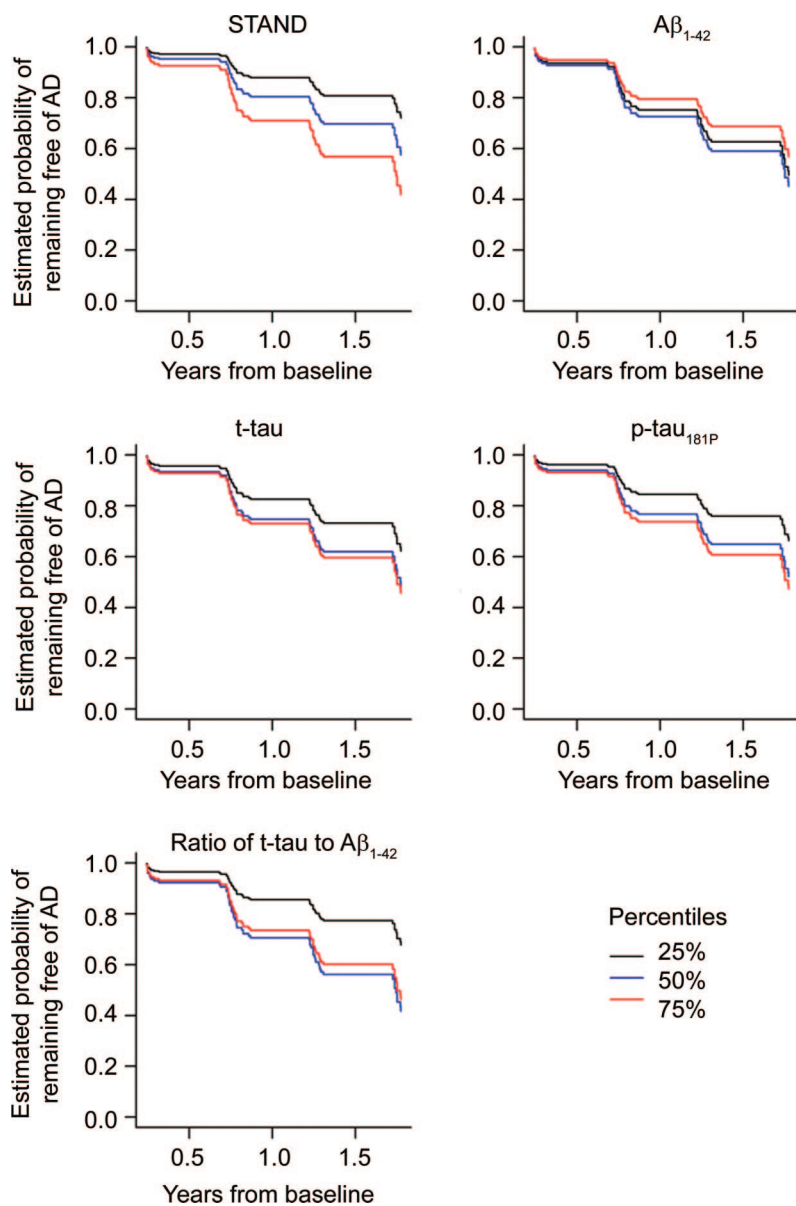 STAND
Estimated probability of
remaining free of AD
1.0
0.8
0.6
0.4
0.2
0.0
0.5 1.0 1.5
Years from baseline
Aβ1-42
1.0
0.8
0.6
0.4
0.2
0.0
0.5 1.0 1.5
Years from baseline
t-tau
Estimated probability of
remaining free of AD
1.0
0.8
0.6
0.4
0.2
0.0
0.5 1.0 1.5
Years from baseline
p-tau181P
1.0
0.8
0.6
0.4
0.2
0.0
0.5 1.0 1.5
Years from baseline
Ratio of t-tau to Aβ1-42
Estimated probability of
remaining free of AD
1.0
0.8
0.6
0.4
0.2
0.0
0.5 1.0 1.5
Years from baseline
Percentiles
25%
50%
75%